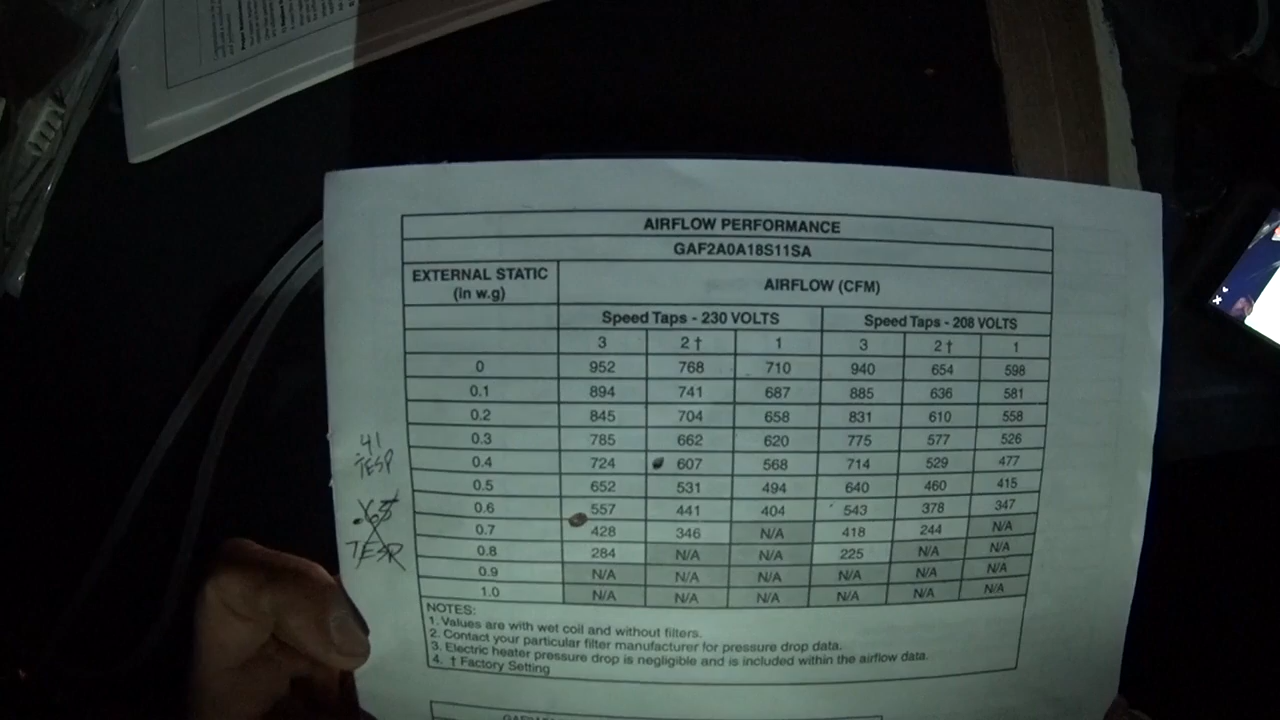 AIRFLOW PERFORMANCE
GAF2A0A18S11SA
EXTERNAL STATIC (in w.g) AIRFLOW (CFM)
Speed Taps - 230 VOLTS Speed Taps - 208 VOLTS
3 2† 1 3 2† 1
0 952 768 710 940 654 598
0.1 894 741 687 885 636 581
0.2 845 704 658 831 610 558
0.3 785 662 620 775 577 526
0.4 724 607 568 714 529 477
0.5 652 531 494 640 460 415
0.6 557 441 404 543 378 347
0.7 428 346 N/A 418 244 N/A
0.8 284 N/A N/A 225 N/A N/A
0.9 N/A N/A N/A N/A N/A N/A
1.0 N/A N/A N/A N/A N/A N/A
NOTES:
1. Values are with wet coil and without filters.
2. Contact your particular filter manufacturer for pressure drop data.
3. Electric heater pressure drop is negligible and is included within the airflow data.
4. † Factory Setting
.41
TESP
TESP